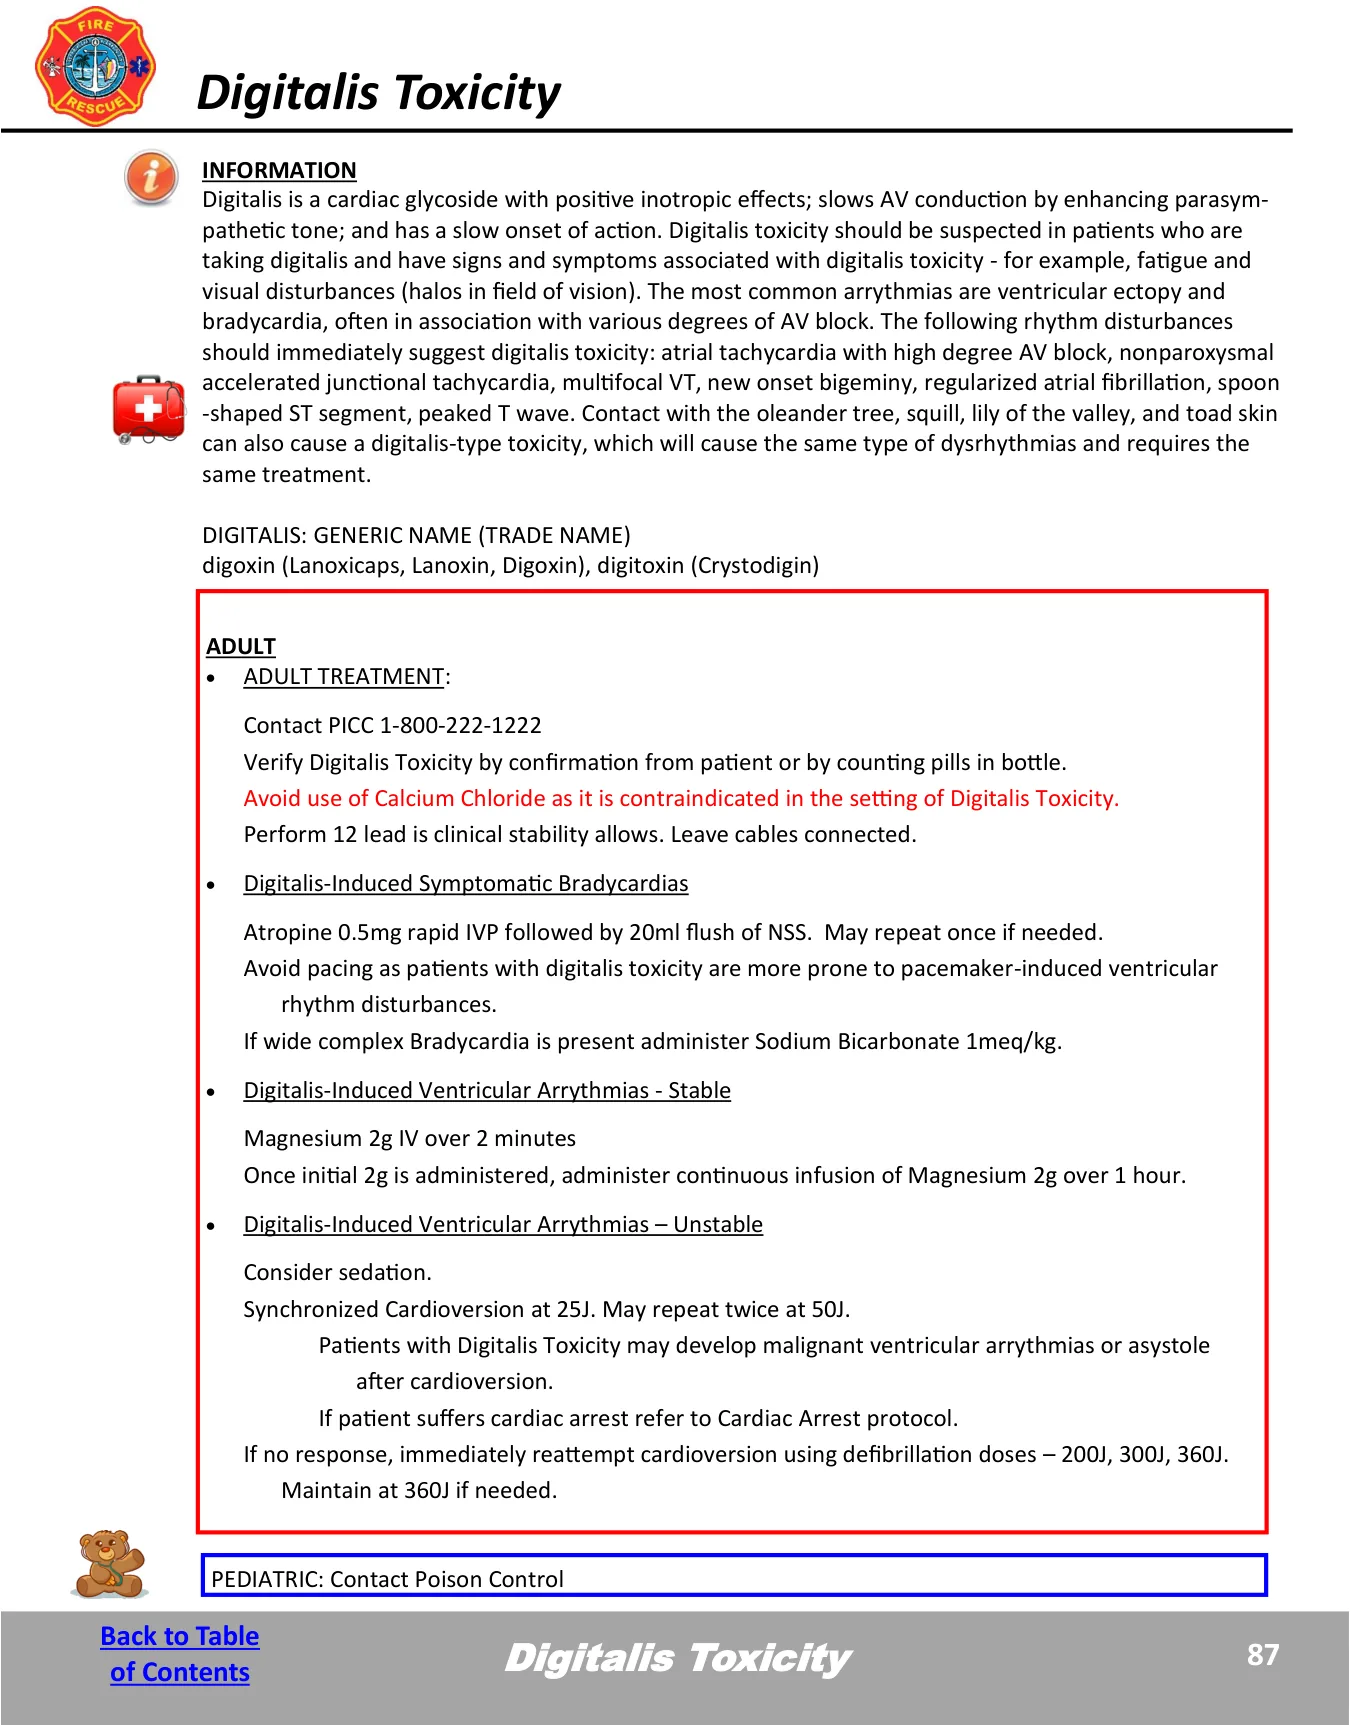 FIRE
RESCUE
Digitalis Toxicity
INFORMATION
Digitalis is a cardiac glycoside with positive inotropic effects; slows AV conduction by enhancing parasym-
pathetic tone; and has a slow onset of action. Digitalis toxicity should be suspected in patients who are
taking digitalis and have signs and symptoms associated with digitalis toxicity - for example, fatigue and
visual disturbances (halos in field of vision). The most common arrythmias are ventricular ectopy and
bradycardia, often in association with various degrees of AV block. The following rhythm disturbances
should immediately suggest digitalis toxicity: atrial tachycardia with high degree AV block, nonparoxysmal
accelerated junctional tachycardia, multifocal VT, new onset bigeminy, regularized atrial fibrillation, spoon
-shaped ST segment, peaked T wave. Contact with the oleander tree, squill, lily of the valley, and toad skin
can also cause a digitalis-type toxicity, which will cause the same type of dysrhythmias and requires the
same treatment.
DIGITALIS: GENERIC NAME (TRADE NAME)
digoxin (Lanoxicaps, Lanoxin, Digoxin), digitoxin (Crystodigin)
ADULT
• ADULT TREATMENT:
Contact PICC 1-800-222-1222
Verify Digitalis Toxicity by confirmation from patient or by counting pills in bottle.
Avoid use of Calcium Chloride as it is contraindicated in the setting of Digitalis Toxicity.
Perform 12 lead is clinical stability allows. Leave cables connected.
• Digitalis-Induced Symptomatic Bradycardias
Atropine 0.5mg rapid IVP followed by 20ml flush of NSS.  May repeat once if needed.
Avoid pacing as patients with digitalis toxicity are more prone to pacemaker-induced ventricular
rhythm disturbances.
If wide complex Bradycardia is present administer Sodium Bicarbonate 1meq/kg.
• Digitalis-Induced Ventricular Arrythmias - Stable
Magnesium 2g IV over 2 minutes
Once initial 2g is administered, administer continuous infusion of Magnesium 2g over 1 hour.
• Digitalis-Induced Ventricular Arrythmias – Unstable
Consider sedation.
Synchronized Cardioversion at 25J. May repeat twice at 50J.
Patients with Digitalis Toxicity may develop malignant ventricular arrythmias or asystole
after cardioversion.
If patient suffers cardiac arrest refer to Cardiac Arrest protocol.
If no response, immediately reattempt cardioversion using defibrillation doses – 200J, 300J, 360J.
Maintain at 360J if needed.
PEDIATRIC: Contact Poison Control
Back to Table
of Contents
Digitalis Toxicity
87